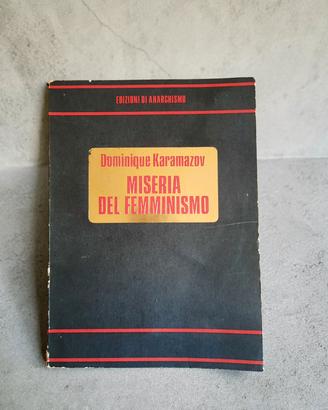 EDIZIONI DI ANARCHISMO
Dominique Karamazov
MISERIA
DEL FEMMINISMO